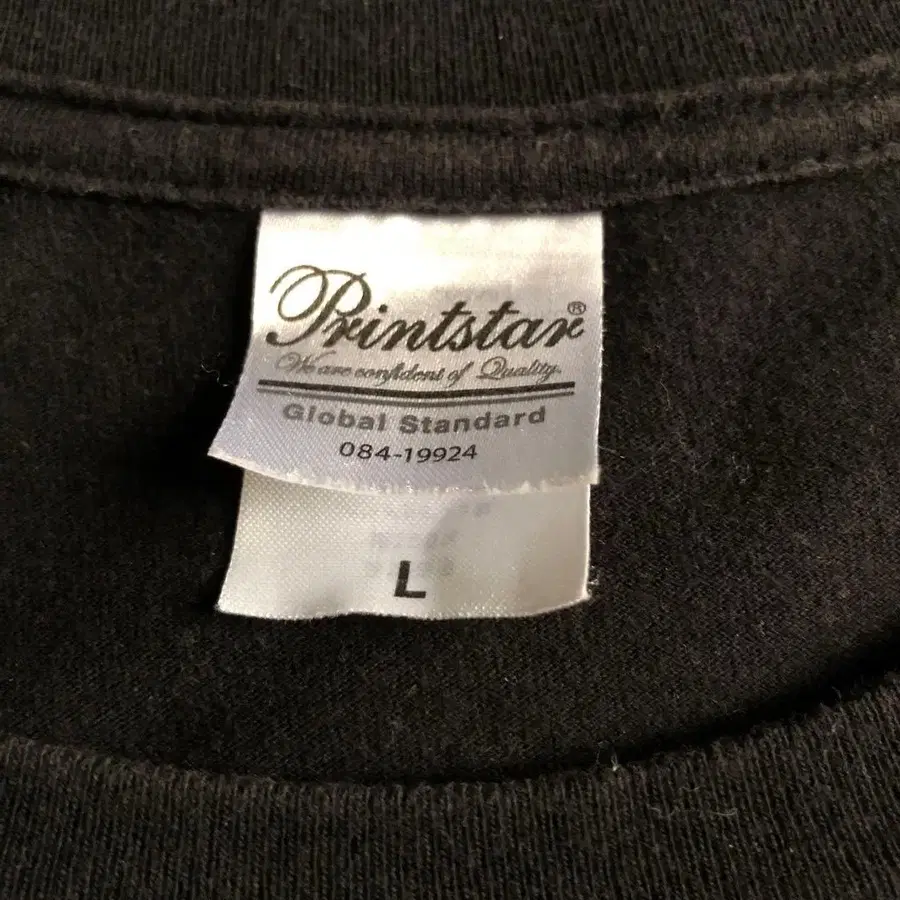 Printstar®
We are confident of Quality.
Global Standard
084-19924
L